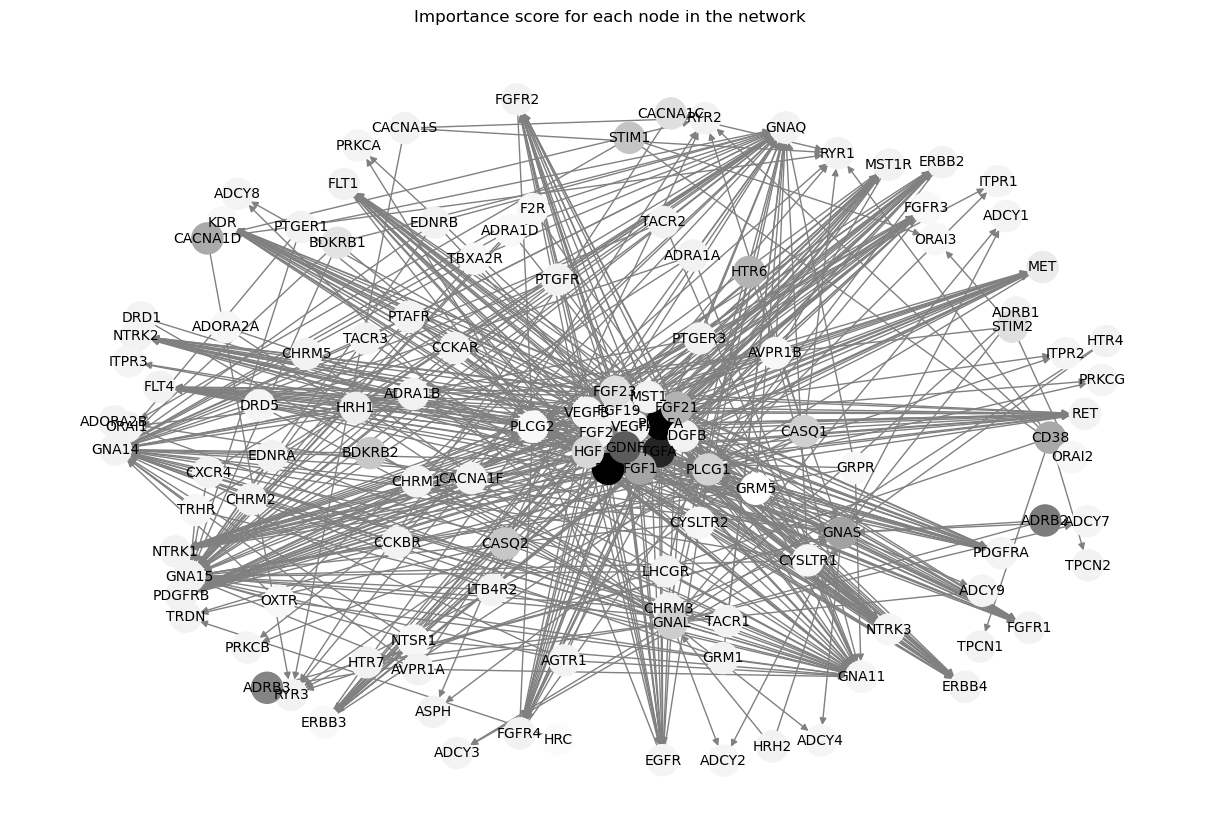 Importance score for each node in the network
FGFR2
CACNA1C
RYR2
CACNA1S
GNAQ
STIM1
PRKCA
RYR1
MST1R
ERBB2
ITPR1
FLT1
ADCY8
F2R
FGFR3
ADCY1
KDR
PTGER1
EDNRB
TACR2
CACNA1D
BDKRB1
ADRA1D
ORAI3
TBXA2R
ADRA1A
MET
HTR6
PTGFR
DRD1
PTAFR
ADRB1
NTRK2
ADORA2A
TACR3
PTGER3
STIM2
HTR4
ITPR3
CHRM5
CCKAR
AVPR1B
ITPR2
FLT4
ADRA1B
FGF23
PRKCG
DRD5
HRH1
MST1
FGF19
FGF21
VEGFB
RET
ADORA2B
ORAI1
PLCG2
FGF2
CASQ1
CD38
GNA14
EDNRA
BDKRB2
HGF
GDNF
TGFA
ORAI2
CXCR4
CHRM1
CACNA1F
FGF1
PLCG1
GRPR
CHRM2
GRM5
TRHR
CYSLTR2
GNAS
ADRB2
ADCY7
NTRK1
CCKBR
CASQ2
PDGFRA
CYSLTR1
TPCN2
GNA15
LHCGR
PDGFRB
OXTR
LTB4R2
ADCY9
TRDN
CHRM3
GNAL
TACR1
NTRK3
FGFR1
PRKCB
NTSR1
TPCN1
HTR7
AVPR1A
AGTR1
GRM1
GNA11
ADRB3
RYR3
ERBB4
ERBB3
ASPH
FGFR4
HRC
ADCY3
EGFR
ADCY2
HRH2
ADCY4